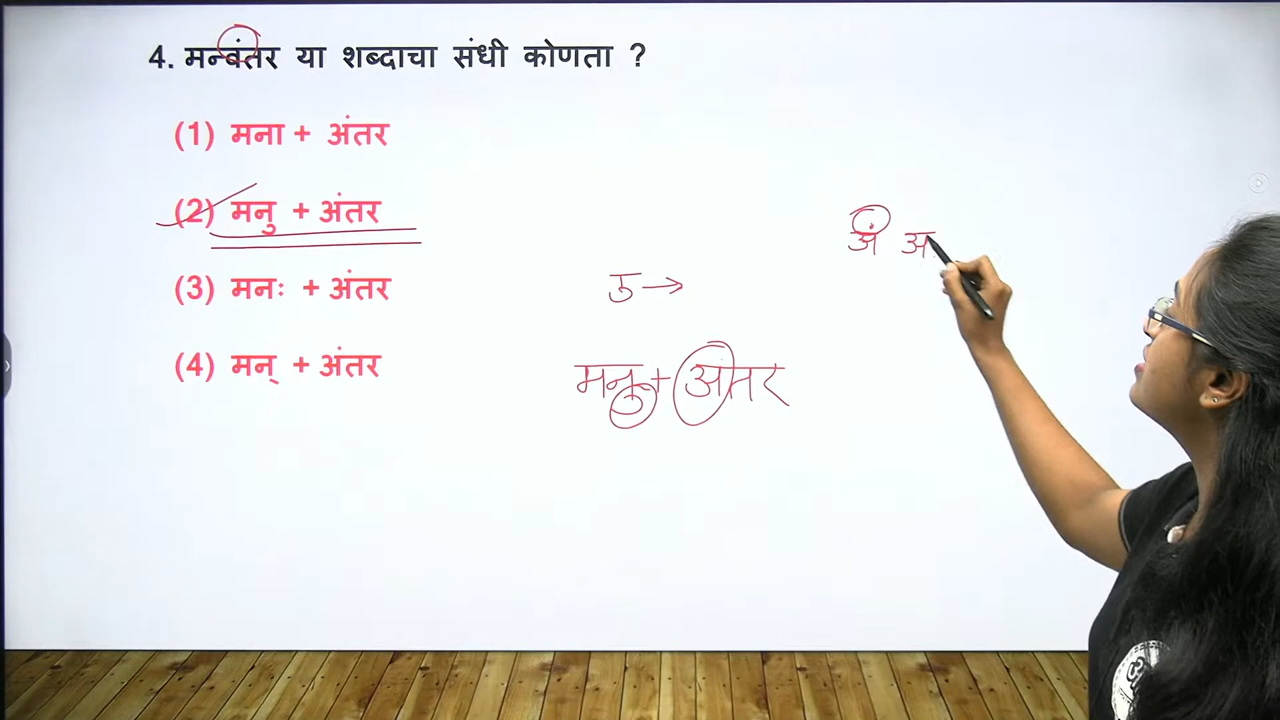 4. मन्वंतर या शब्दाचा संधी कोणता ?
(1) मना + अंतर
(2) मनु + अंतर
(3) मनः + अंतर
(4) मन् + अंतर
अं अ
उ →
मनु + अंतर